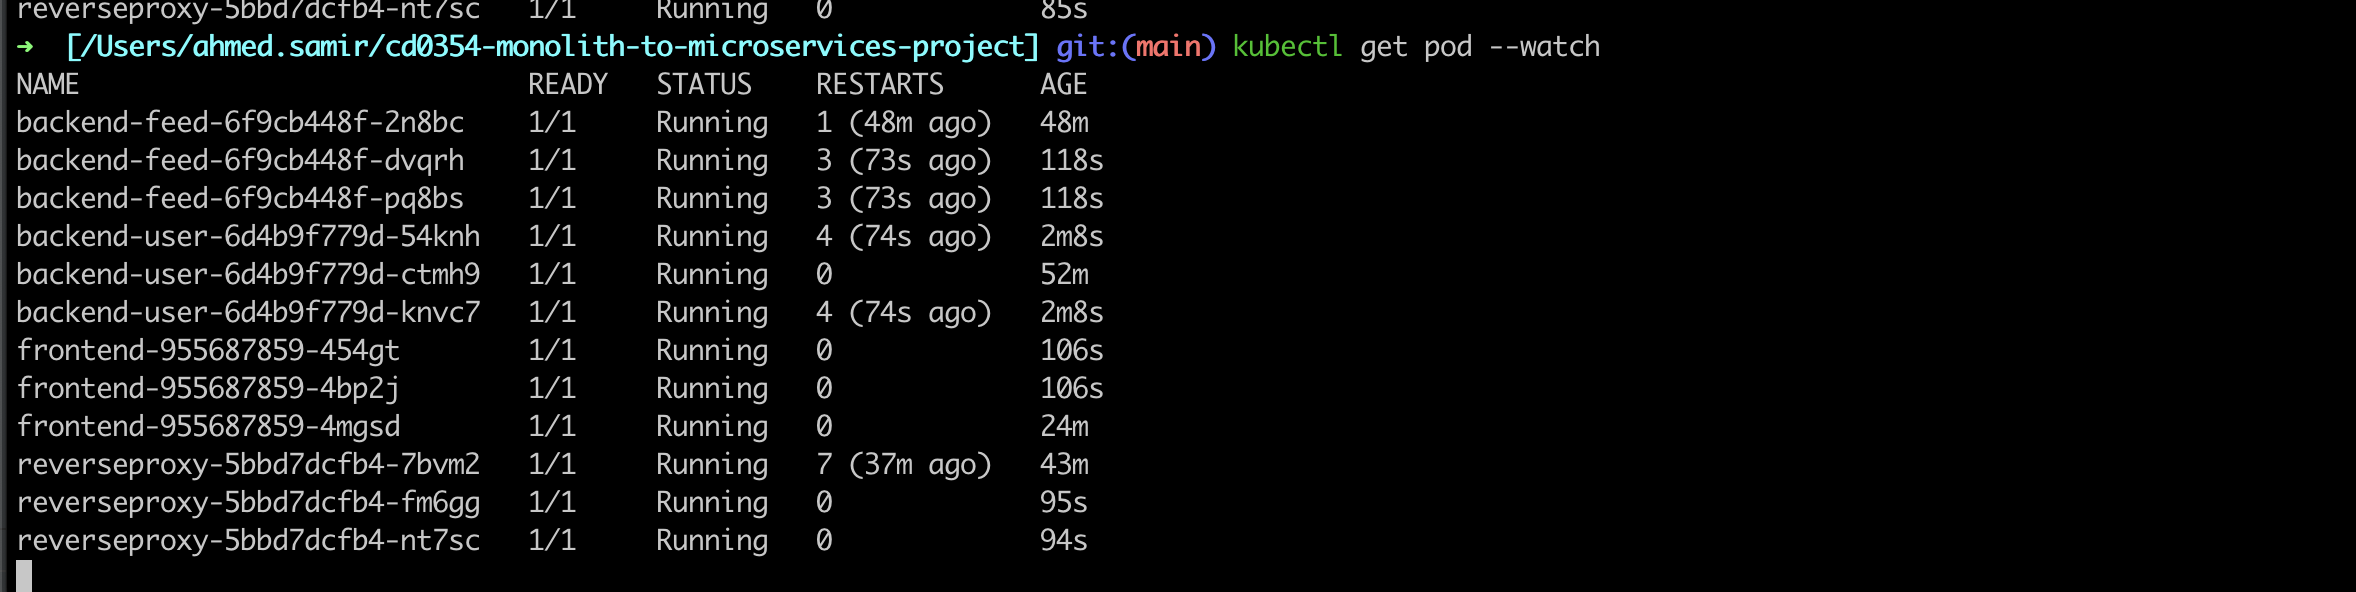 reverseproxy-5bbd7dcfb4-nt7sc   1/1     Running   0             85s
➜  [/Users/ahmed.samir/cd0354-monolith-to-microservices-project] git:(main) kubectl get pod --watch
NAME                            READY   STATUS    RESTARTS      AGE
backend-feed-6f9cb448f-2n8bc    1/1     Running   1 (48m ago)   48m
backend-feed-6f9cb448f-dvqrh    1/1     Running   3 (73s ago)   118s
backend-feed-6f9cb448f-pq8bs    1/1     Running   3 (73s ago)   118s
backend-user-6d4b9f779d-54knh   1/1     Running   4 (74s ago)   2m8s
backend-user-6d4b9f779d-ctmh9   1/1     Running   0             52m
backend-user-6d4b9f779d-knvc7   1/1     Running   4 (74s ago)   2m8s
frontend-955687859-454gt        1/1     Running   0             106s
frontend-955687859-4bp2j        1/1     Running   0             106s
frontend-955687859-4mgsd        1/1     Running   0             24m
reverseproxy-5bbd7dcfb4-7bvm2   1/1     Running   7 (37m ago)   43m
reverseproxy-5bbd7dcfb4-fm6gg   1/1     Running   0             95s
reverseproxy-5bbd7dcfb4-nt7sc   1/1     Running   0             94s